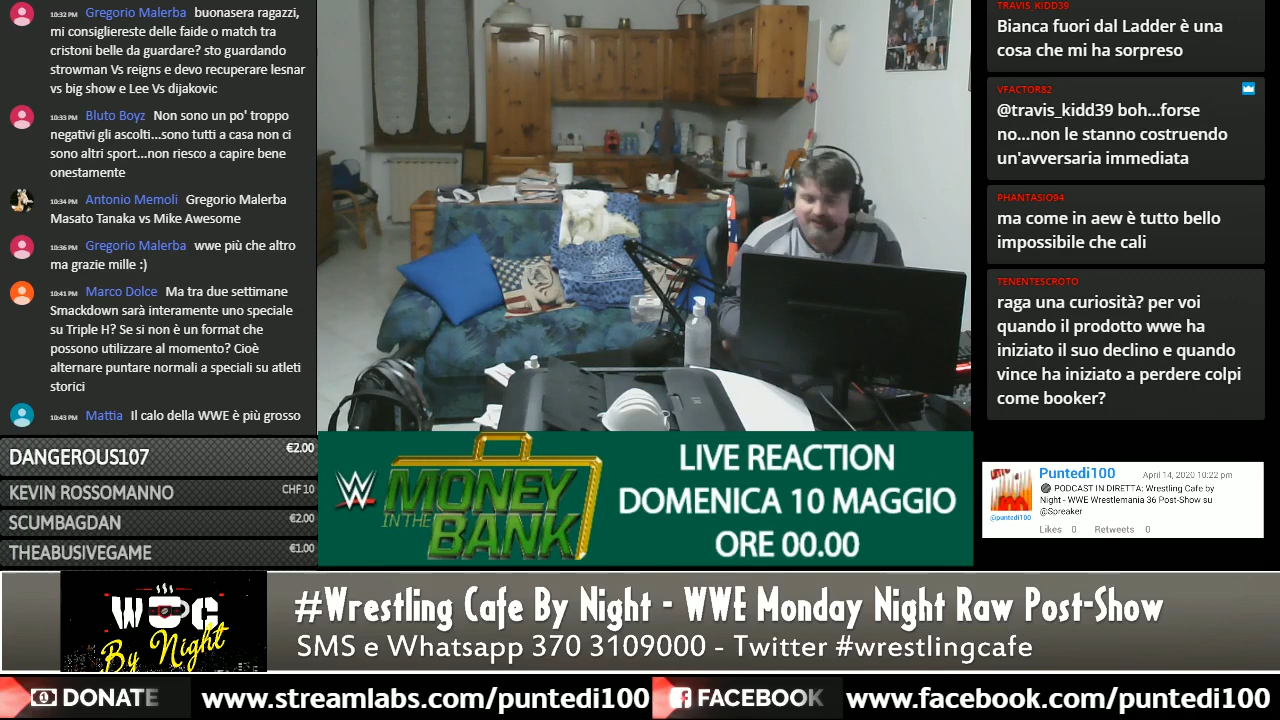 10:32 PM Gregorio Malerba buonasera ragazzi,
mi consigliereste delle faide o match tra
cristoni belle da guardare? sto guardando
strowman Vs reigns e devo recuperare lesnar
vs big show e Lee Vs dijakovic
10:33 PM Bluto Boyz Non sono un po' troppo
negativi gli ascolti...sono tutti a casa non ci
sono altri sport...non riesco a capire bene
onestamente
10:34 PM Antonio Memoli Gregorio Malerba
Masato Tanaka vs Mike Awesome
10:36 PM Gregorio Malerba wwe più che altro
ma grazie mille :)
10:41 PM Marco Dolce Ma tra due settimane
Smackdown sarà interamente uno speciale
su Triple H? Se si non è un format che
possono utilizzare al momento? Cioè
alternare puntare normali a speciali su atleti
storici
10:43 PM Mattia Il calo della WWE è più grosso
DANGEROUS107 €2.00
KEVIN ROSSOMANNO CHF 10
SCUMBAGDAN €2.00
THEABUSIVEGAME €1.00
TRAVIS_KIDD39
Bianca fuori dal Ladder è una
cosa che mi ha sorpreso
VFACTOR82
@travis_kidd39 boh...forse
no...non le stanno costruendo
un'avversaria immediata
PHANTASIO94
ma come in aew è tutto bello
impossibile che cali
TENENTESCROTO
raga una curiosità? per voi
quando il prodotto wwe ha
iniziato il suo declino e quando
vince ha iniziato a perdere colpi
come booker?
W MONEY
IN THE
BANK
LIVE REACTION
DOMENICA 10 MAGGIO
ORE 00.00
Puntedi100 April 14, 2020 10:22 pm
PODCAST IN DIRETTA: Wrestling Cafe by
Night - WWE Wrestlemania 36 Post-Show su
@Spreaker
@puntedi100
Likes 0 Retweets 0
WC
By Night
#Wrestling Cafe By Night - WWE Monday Night Raw Post-Show
SMS e Whatsapp 370 3109000 - Twitter #wrestlingcafe
DONATE www.streamlabs.com/puntedi100 FACEBOOK www.facebook.com/puntedi100